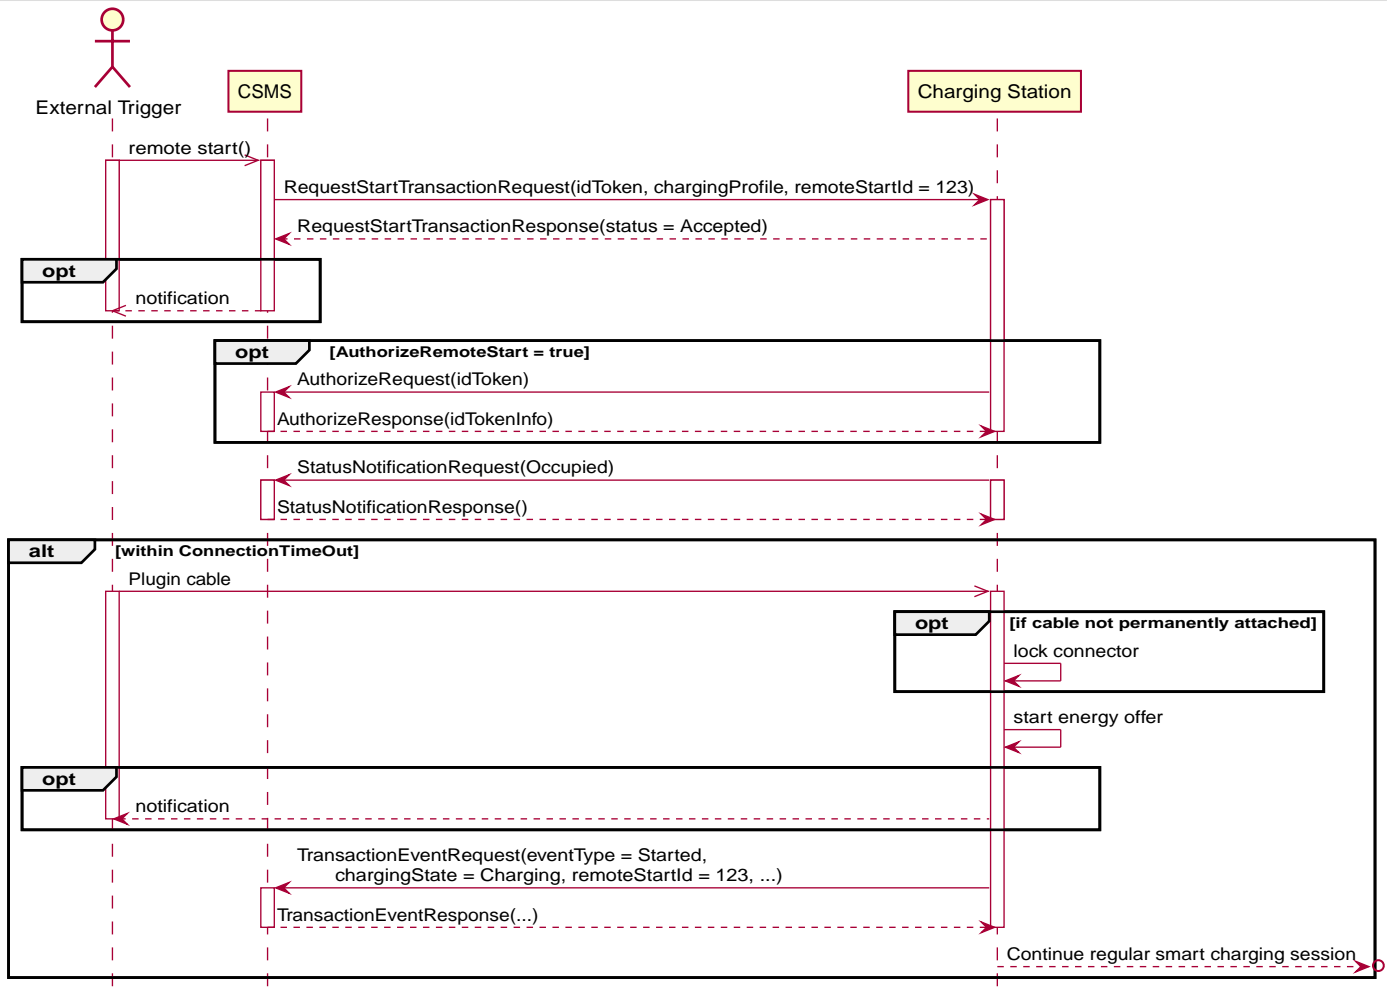 External Trigger
CSMS
Charging Station
remote start()
RequestStartTransactionRequest(idToken, chargingProfile, remoteStartId = 123)
RequestStartTransactionResponse(status = Accepted)
opt
notification
opt [AuthorizeRemoteStart = true]
AuthorizeRequest(idToken)
AuthorizeResponse(idTokenInfo)
StatusNotificationRequest(Occupied)
StatusNotificationResponse()
alt [within ConnectionTimeOut]
Plugin cable
opt [if cable not permanently attached]
lock connector
start energy offer
opt
notification
TransactionEventRequest(eventType = Started,
chargingState = Charging, remoteStartId = 123, ...)
TransactionEventResponse(...)
Continue regular smart charging session